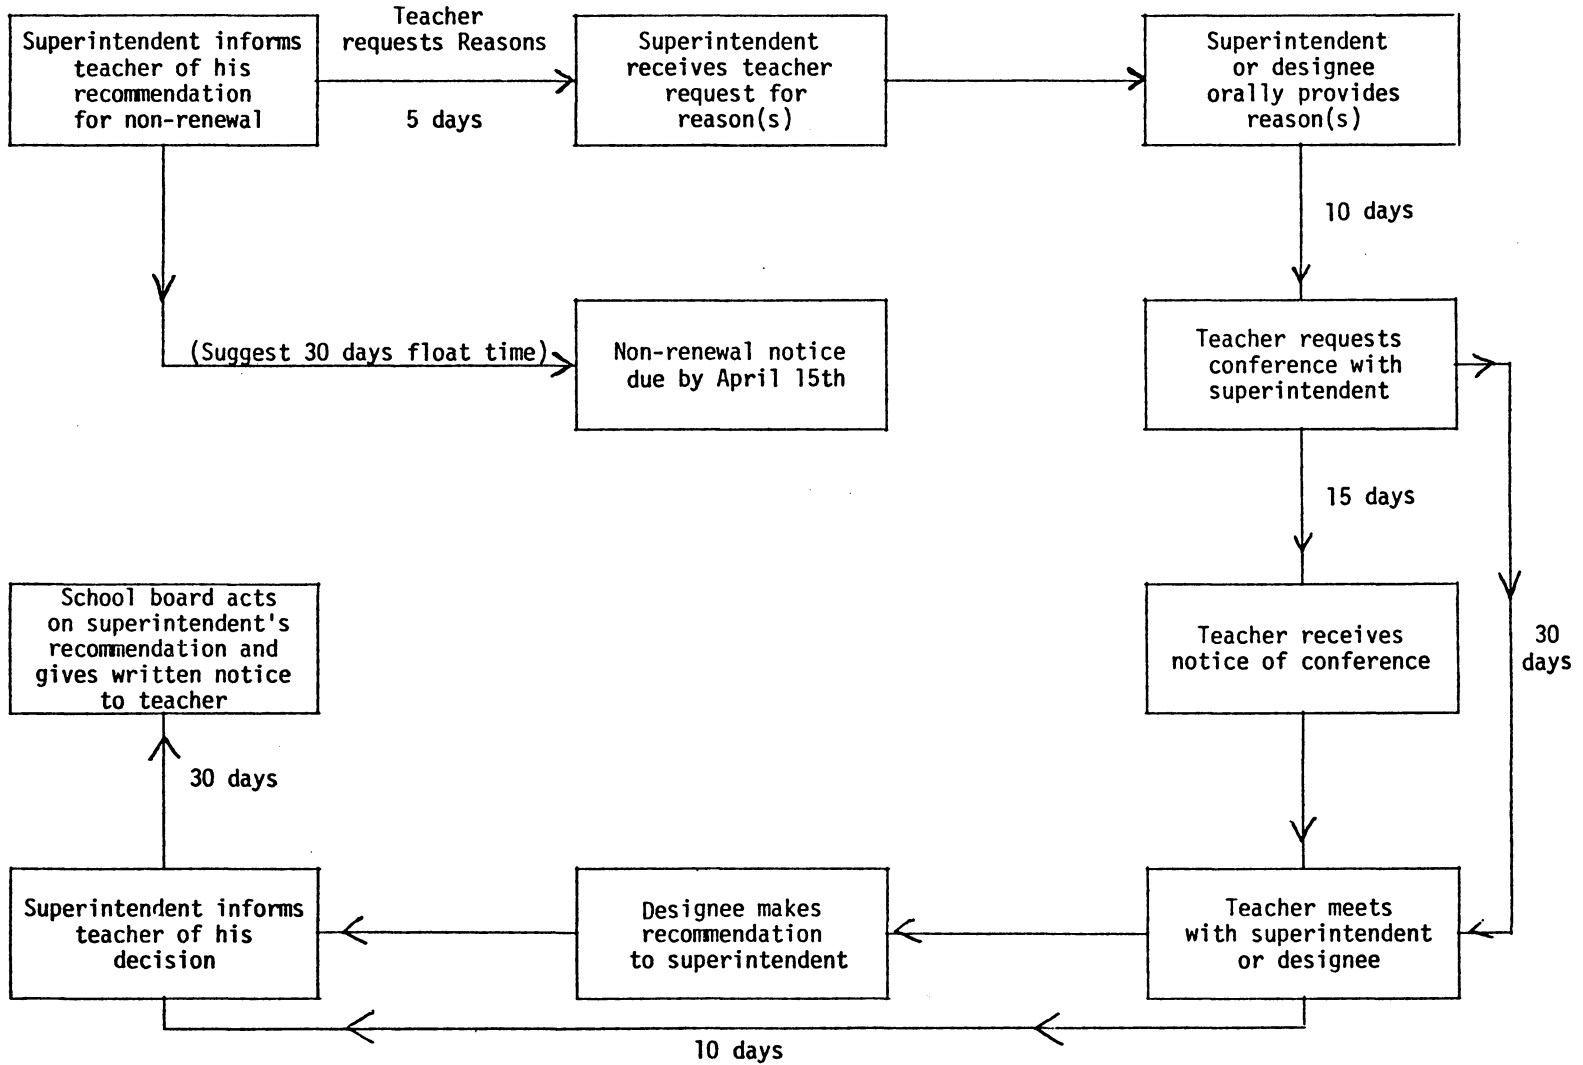 Superintendent informs
teacher of his
recommendation
for non-renewal
Teacher
requests Reasons
5 days
Superintendent
receives teacher
request for
reason(s)
Superintendent
or designee
orally provides
reason(s)
10 days
(Suggest 30 days float time)
Non-renewal notice
due by April 15th
Teacher requests
conference with
superintendent
15 days
30
days
Teacher receives
notice of conference
School board acts
on superintendent's
recommendation and
gives written notice
to teacher
30 days
Superintendent informs
teacher of his
decision
Designee makes
recommendation
to superintendent
Teacher meets
with superintendent
or designee
10 days